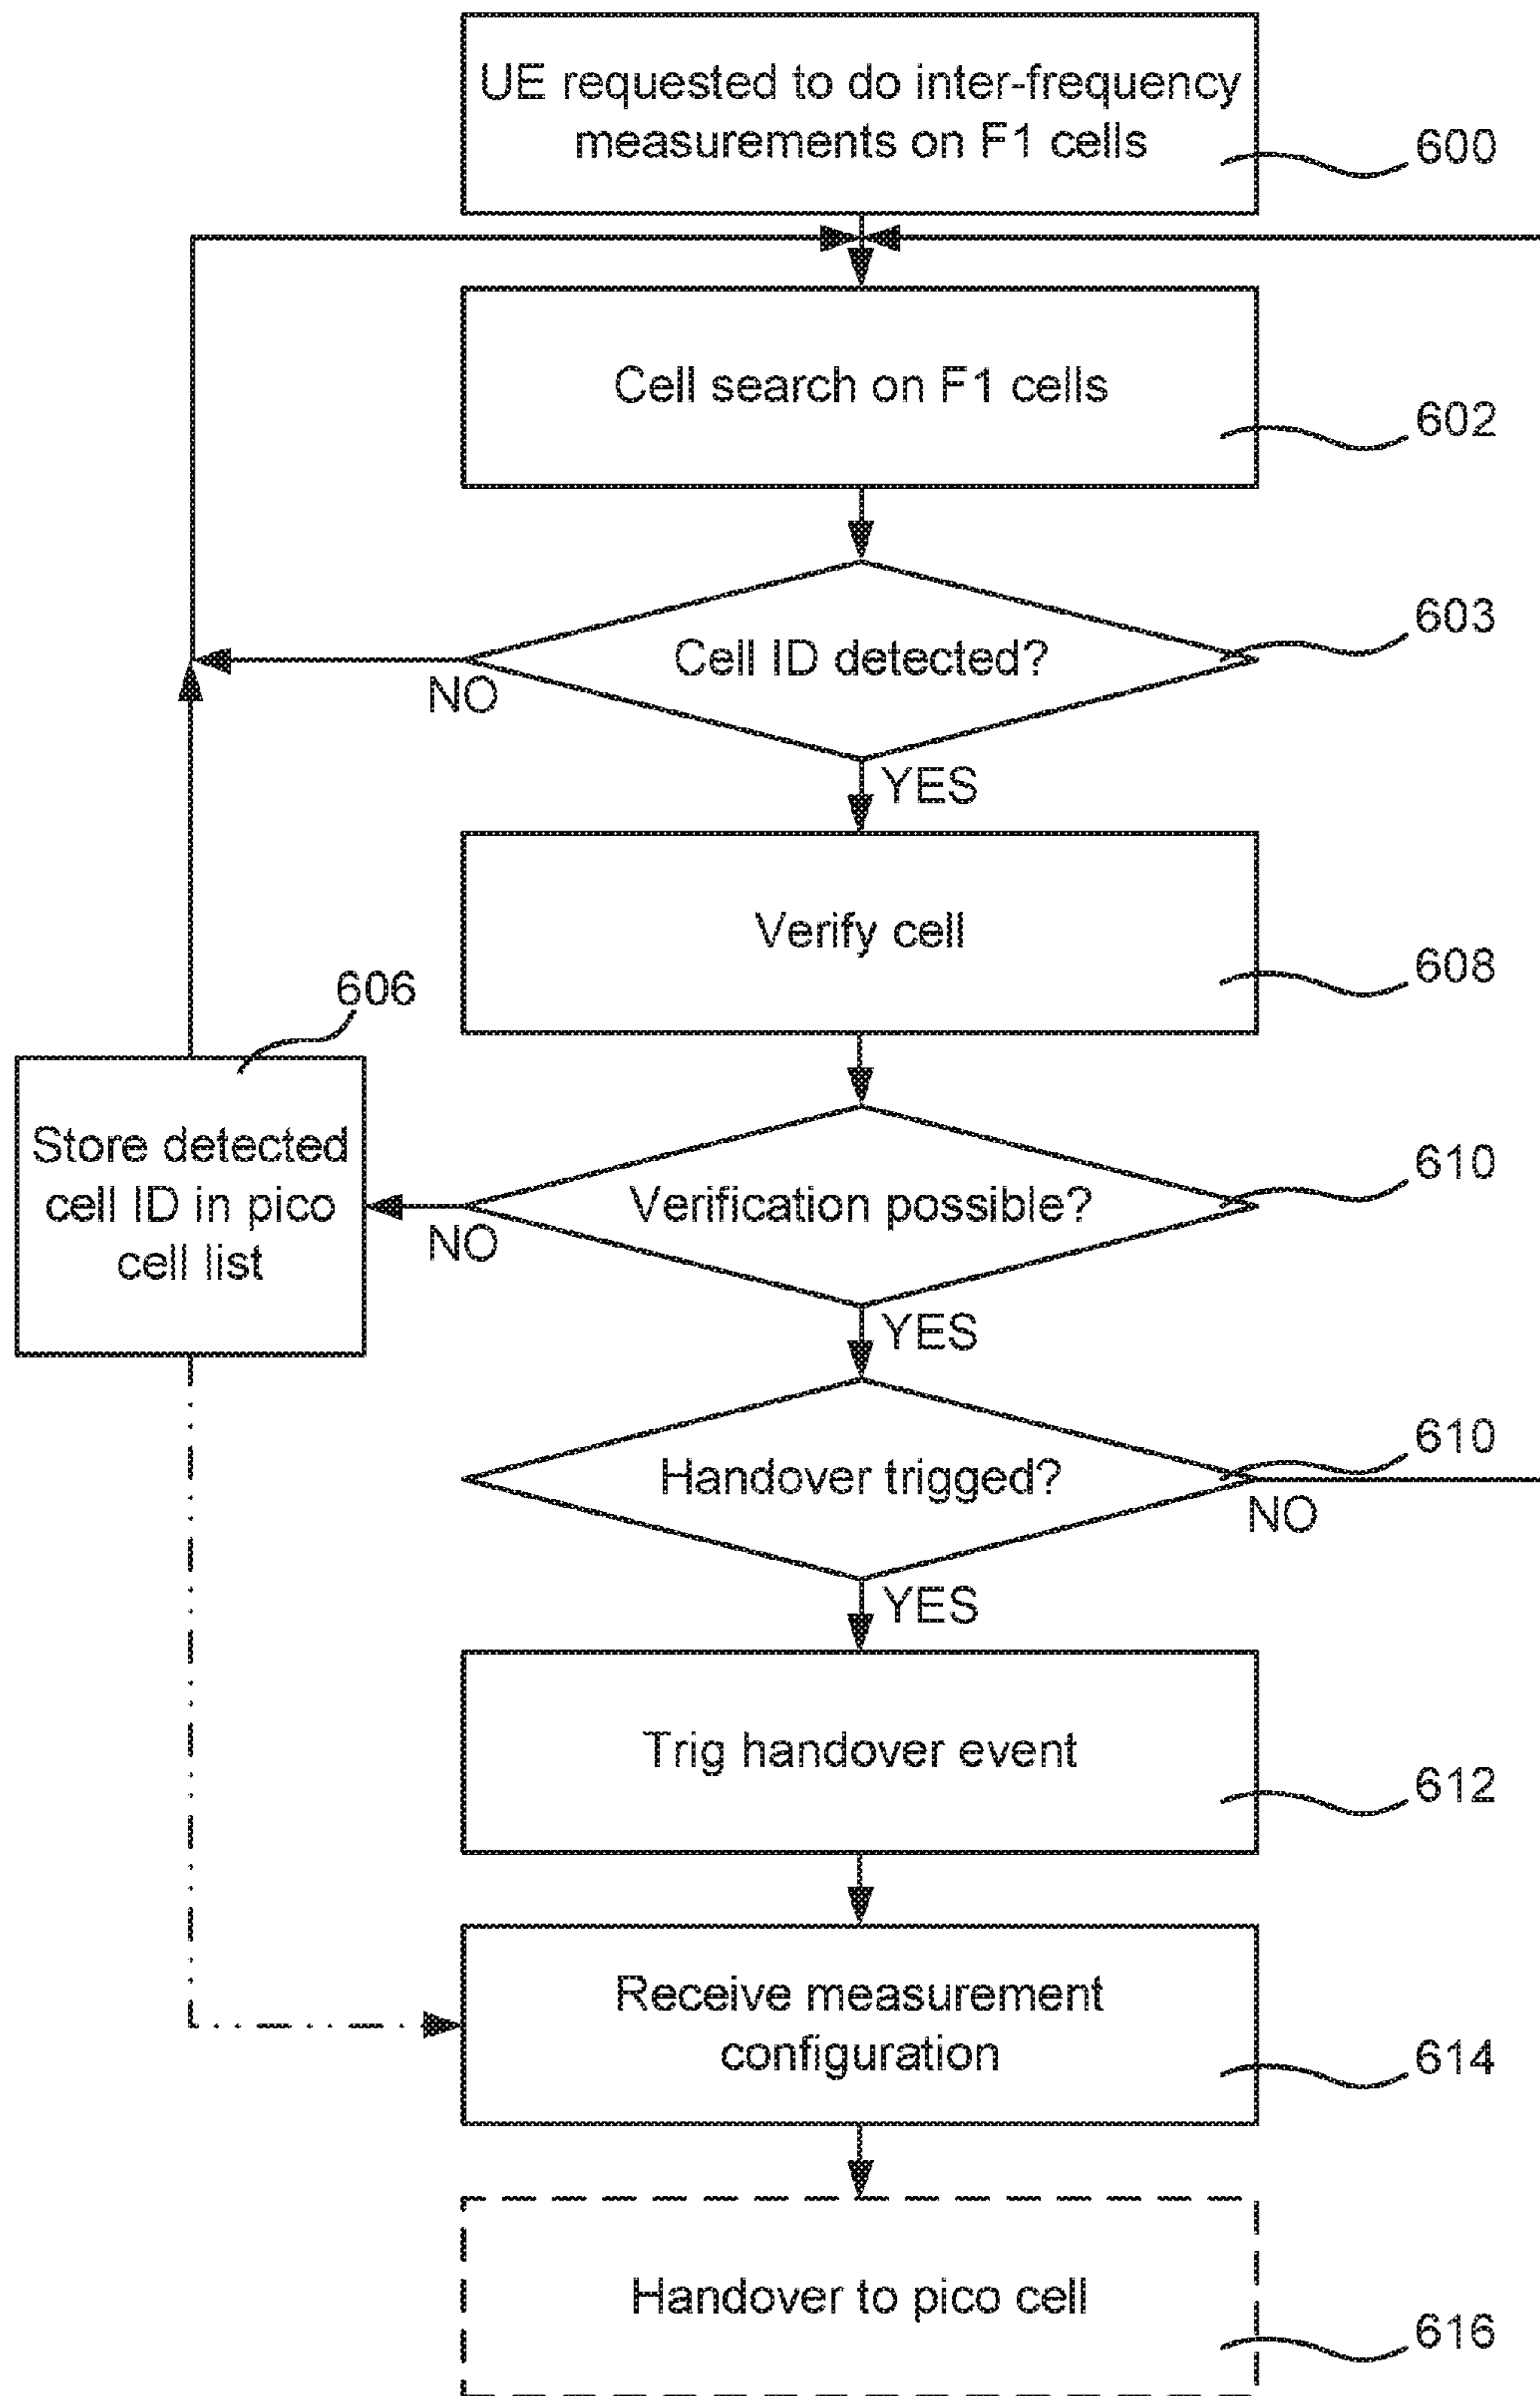 UE requested to do inter-frequency
measurements on F1 cells
600
Cell search on F1 cells
602
Cell ID detected?
603
NO
YES
Verify cell
608
606
Store detected
cell ID in pico
cell list
Verification possible?
610
NO
YES
Handover trigged?
610
NO
YES
Trig handover event
612
Receive measurement
configuration
614
Handover to pico cell
616